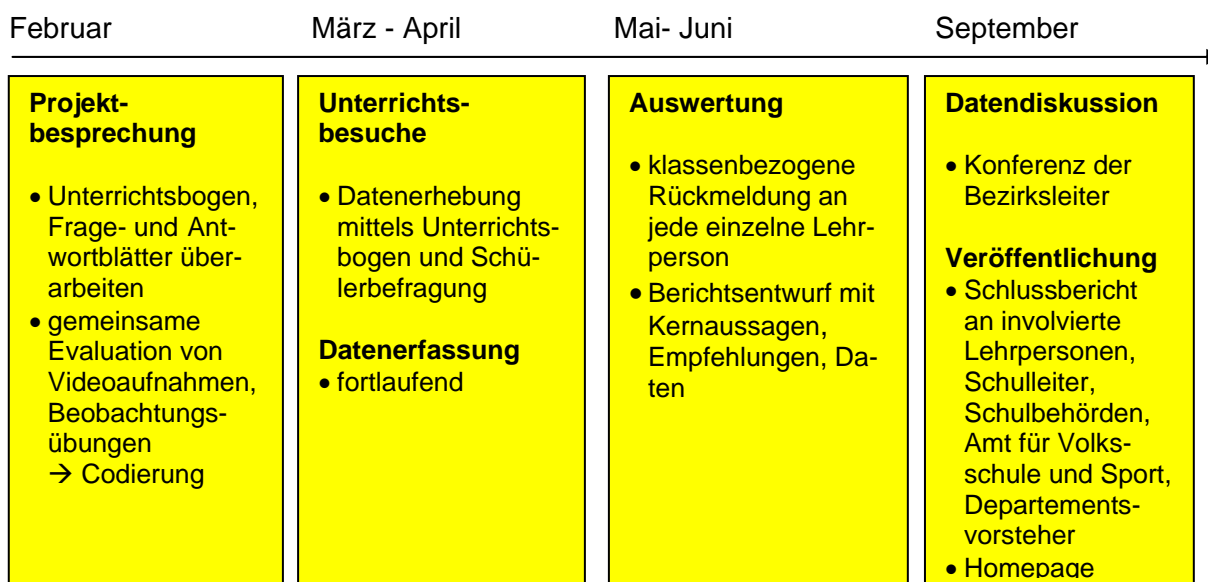 Februar
März - April
Mai- Juni
September
Projekt-
besprechung
• Unterrichtsbogen,
Frage- und Ant-
wortblätter über-
arbeiten
• gemeinsame
Evaluation von
Videoaufnahmen,
Beobachtungs-
übungen
→ Codierung
Unterrichts-
besuche
• Datenerhebung
mittels Unterrichts-
bogen und Schü-
lerbefragung
Datenerfassung
• fortlaufend
Auswertung
• klassenbezogene
Rückmeldung an
jede einzelne Lehr-
person
• Berichtsentwurf mit
Kernaussagen,
Empfehlungen, Da-
ten
Datendiskussion
• Konferenz der
Bezirksleiter
Veröffentlichung
• Schlussbericht
an involvierte
Lehrpersonen,
Schulleiter,
Schulbehörden,
Amt für Volks-
schule und Sport,
Departements-
vorsteher
• Homepage